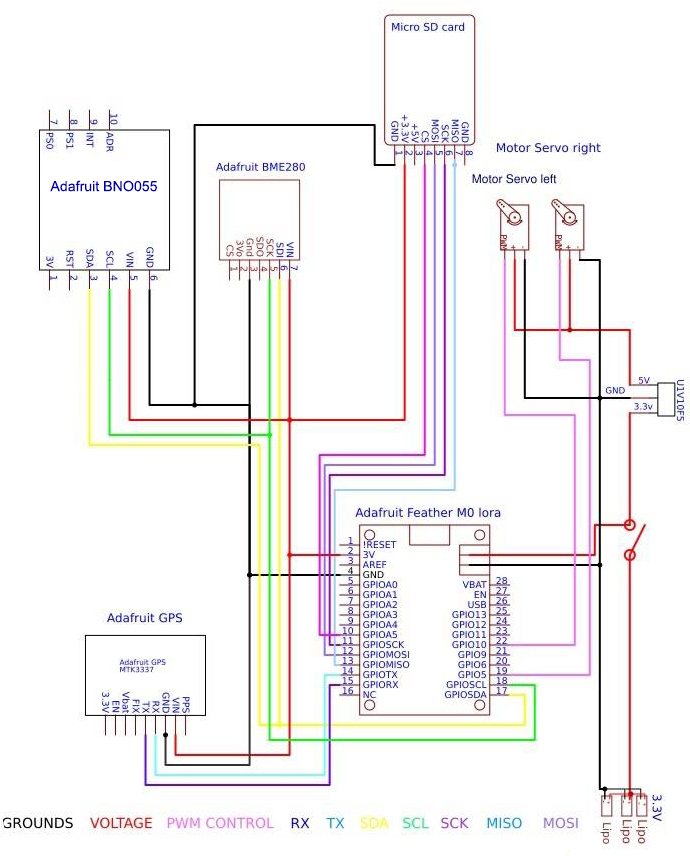 Micro SD card
GND
+3.3V
+5V
CS
MOSI
SCK
MISO
GND
1 2 3 4 5 6 7 8
Motor Servo right
Motor Servo left
PWM + -
PWM + -
7 8 9 10
PS0
PS1
INT
ADR
Adafruit BNO055
3V
RST
SDA
SCL
VIN
GND
1 2 3 4 5 6
Adafruit BME280
CS
3Vo
Gnd
SDO
SCK
SDI
VIN
1 2 3 4 5 6 7
5V
GND
3.3v
U1V10F5
Adafruit Feather M0 lora
1 !RESET
2 3V
3 AREF
4 GND
5 GPIOA0
6 GPIOA1
7 GPIOA2
8 GPIOA3
9 GPIOA4
10 GPIOA5
11 GPIOSCK
12 GPIOMOSI
13 GPIOMISO
14 GPIOTX
15 GPIORX
16 NC
VBAT 28
EN 27
USB 26
GPIO13 25
GPIO12 24
GPIO11 23
GPIO10 22
GPIO9 21
GPIO6 20
GPIO5 19
GPIOSCL 18
GPIOSDA 17
Adafruit GPS
Adafruit GPS
MTK3337
3.3V
EN
Vbat
FIX
TX
RX
GND
VIN
PPS
3.3V
Lipo
Lipo
Lipo
GROUNDS VOLTAGE PWM CONTROL RX TX SDA SCL SCK MISO MOSI